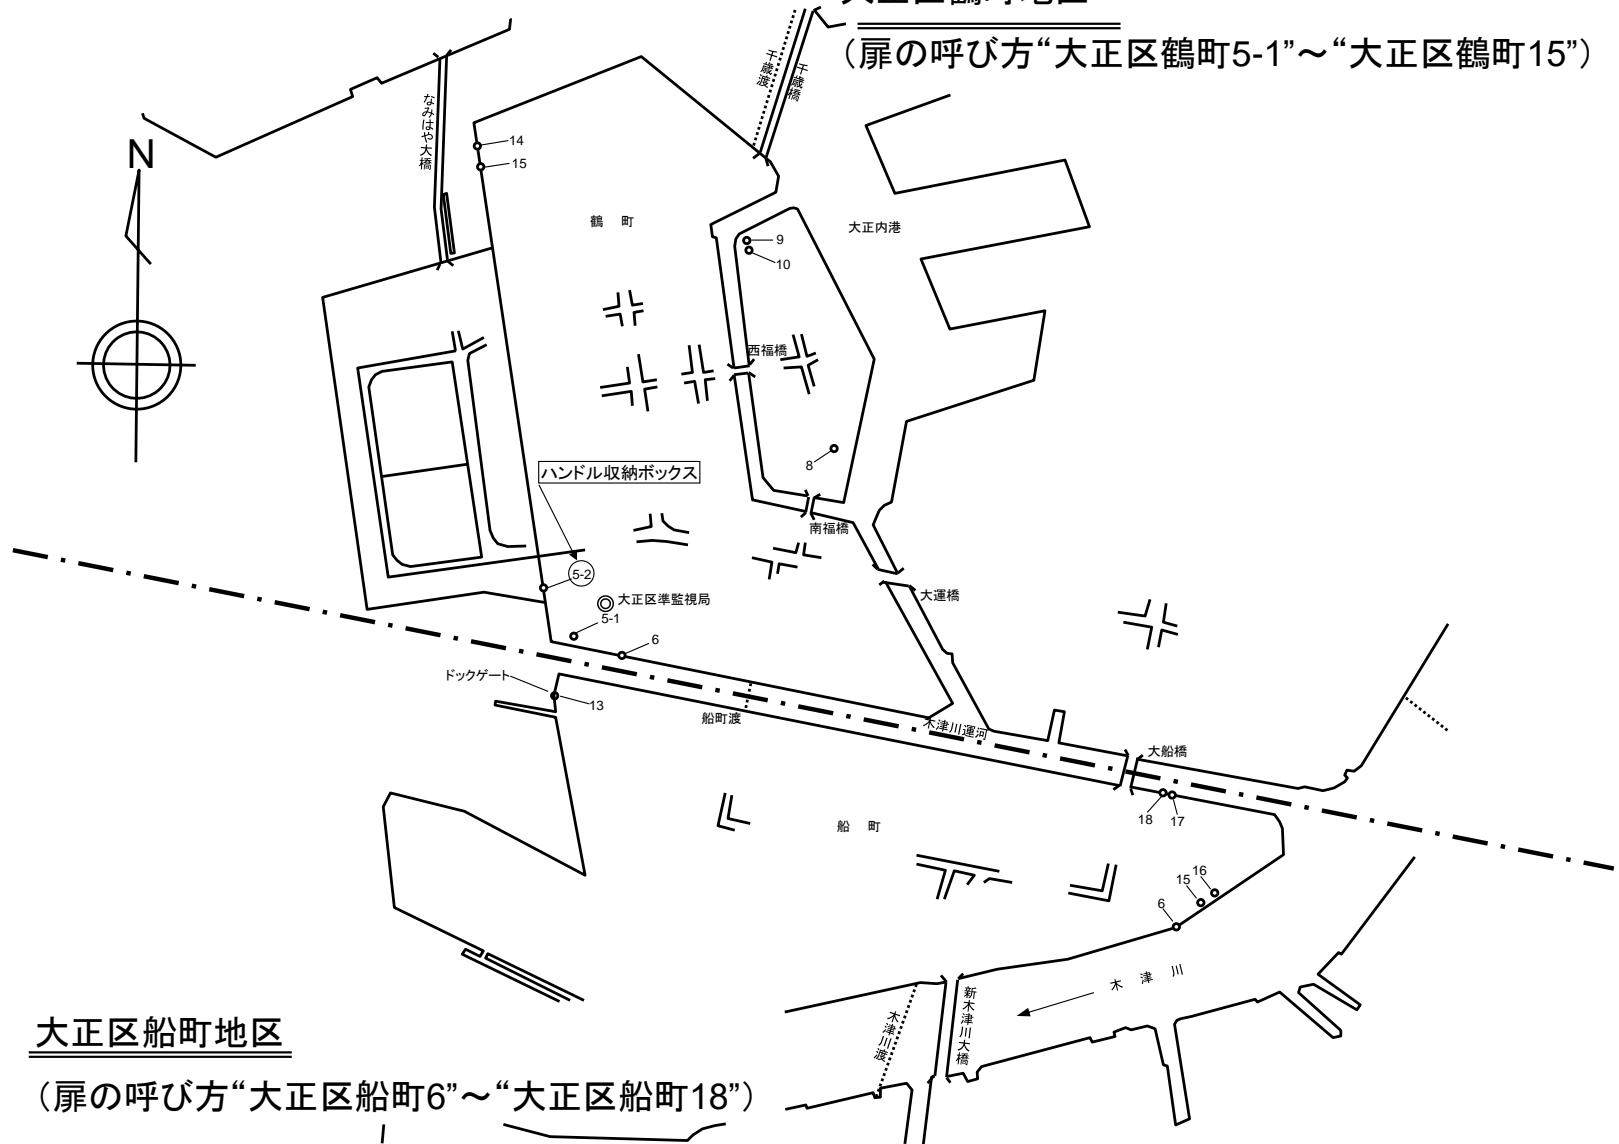 大正区鶴町地区
（扉の呼び方“大正区鶴町5-1”～“大正区鶴町15”）
千歳渡
千歳橋
なみはや大橋
N
14
15
鶴　町
大正内港
9
10
西福橋
8
ハンドル収納ボックス
南福橋
5-2
大正区準監視局
大運橋
5-1
6
ドックゲート
13
船町渡
木津川運河
大船橋
18
17
船　町
16
15
6
木　津　川
新木津川大橋
木津川渡
大正区船町地区
（扉の呼び方“大正区船町6”～“大正区船町18”）